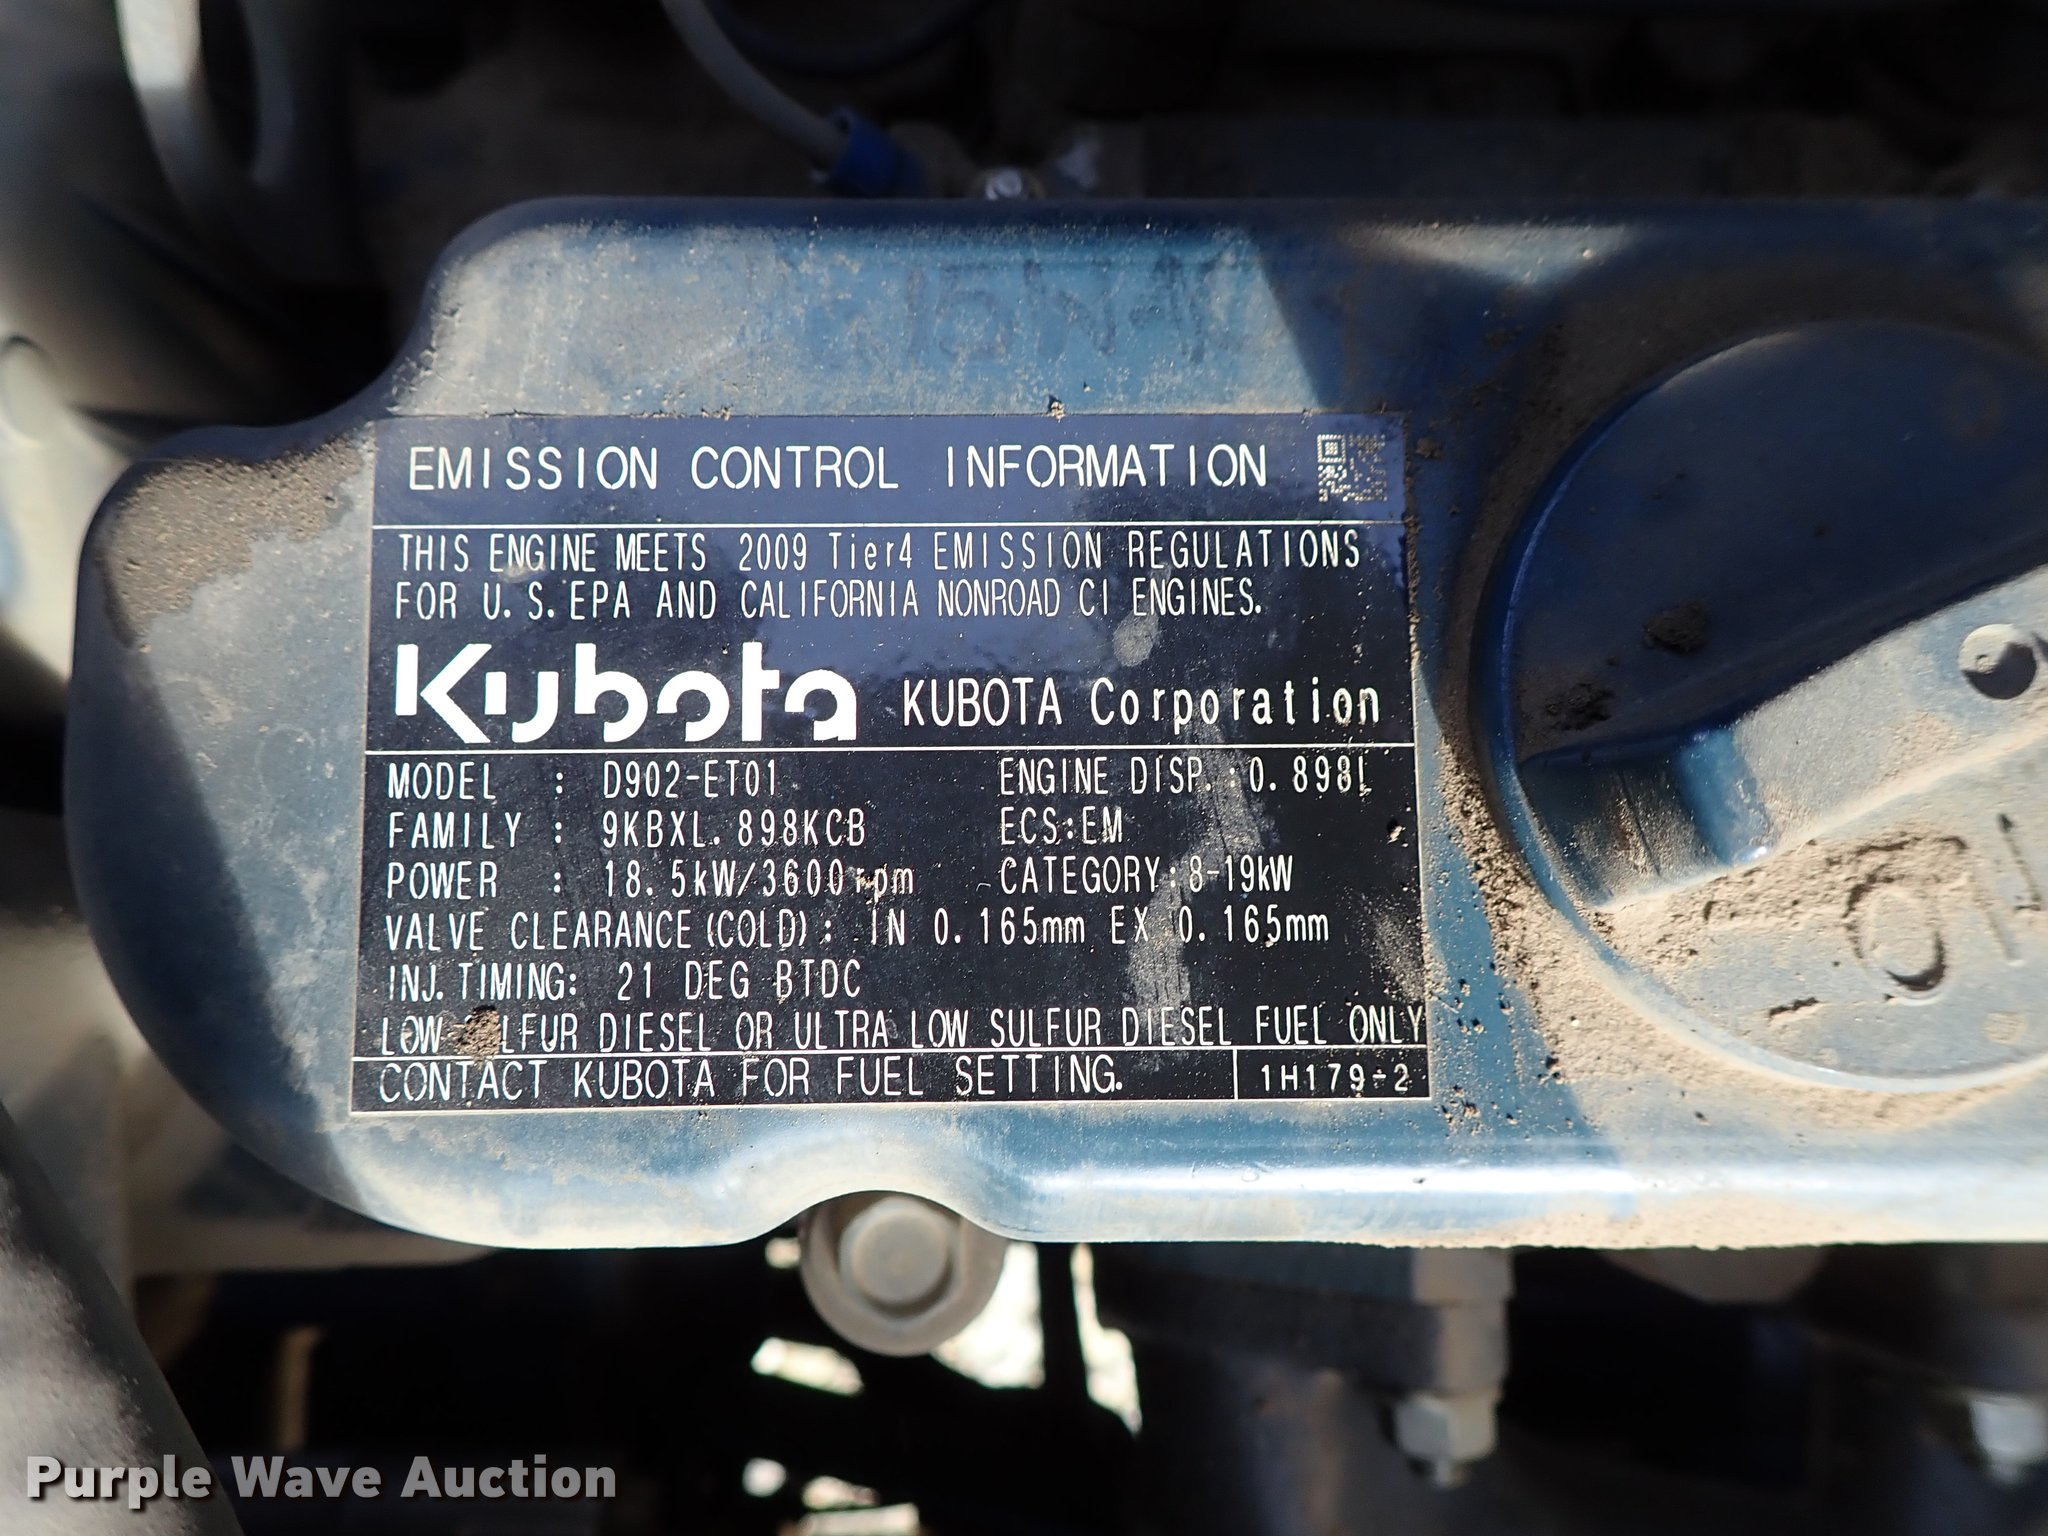 EMISSION CONTROL INFORMATION
THIS ENGINE MEETS 2009 Tier4 EMISSION REGULATIONS
FOR U.S.EPA AND CALIFORNIA NONROAD CI ENGINES.
Kubota KUBOTA Corporation
MODEL : D902-ET01 ENGINE DISP.:0.898L
FAMILY : 9KBXL.898KCB ECS:EM
POWER : 18.5kW/3600rpm CATEGORY:8-19kW
VALVE CLEARANCE(COLD): IN 0.165mm EX 0.165mm
INJ.TIMING: 21 DEG BTDC
LOW SULFUR DIESEL OR ULTRA LOW SULFUR DIESEL FUEL ONLY
CONTACT KUBOTA FOR FUEL SETTING. 1H179-2
Purple Wave Auction